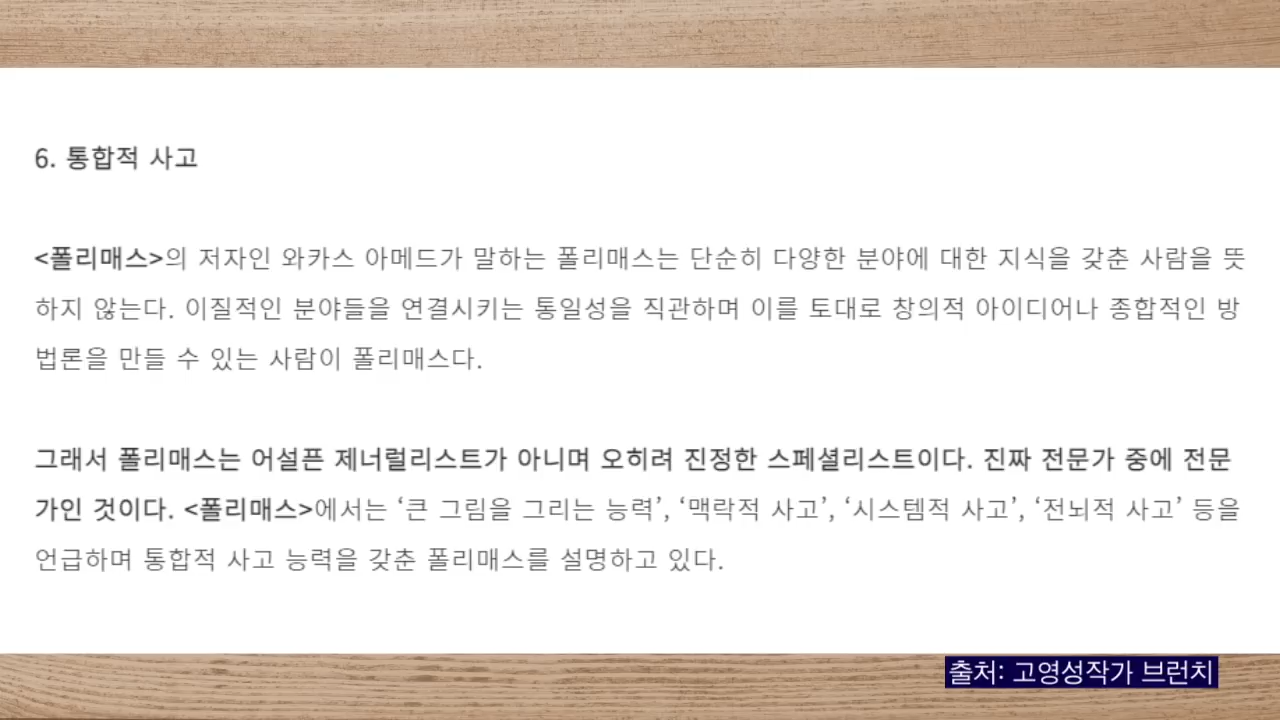 6. 통합적 사고
<폴리매스>의 저자인 와카스 아메드가 말하는 폴리매스는 단순히 다양한 분야에 대한 지식을 갖춘 사람을 뜻
하지 않는다. 이질적인 분야들을 연결시키는 통일성을 직관하며 이를 토대로 창의적 아이디어나 종합적인 방
법론을 만들 수 있는 사람이 폴리매스다.
그래서 폴리매스는 어설픈 제너럴리스트가 아니며 오히려 진정한 스페셜리스트이다. 진짜 전문가 중에 전문
가인 것이다. <폴리매스>에서는 ‘큰 그림을 그리는 능력’, ‘맥락적 사고’, ‘시스템적 사고’, ‘전뇌적 사고’ 등을
언급하며 통합적 사고 능력을 갖춘 폴리매스를 설명하고 있다.
출처: 고영성작가 브런치